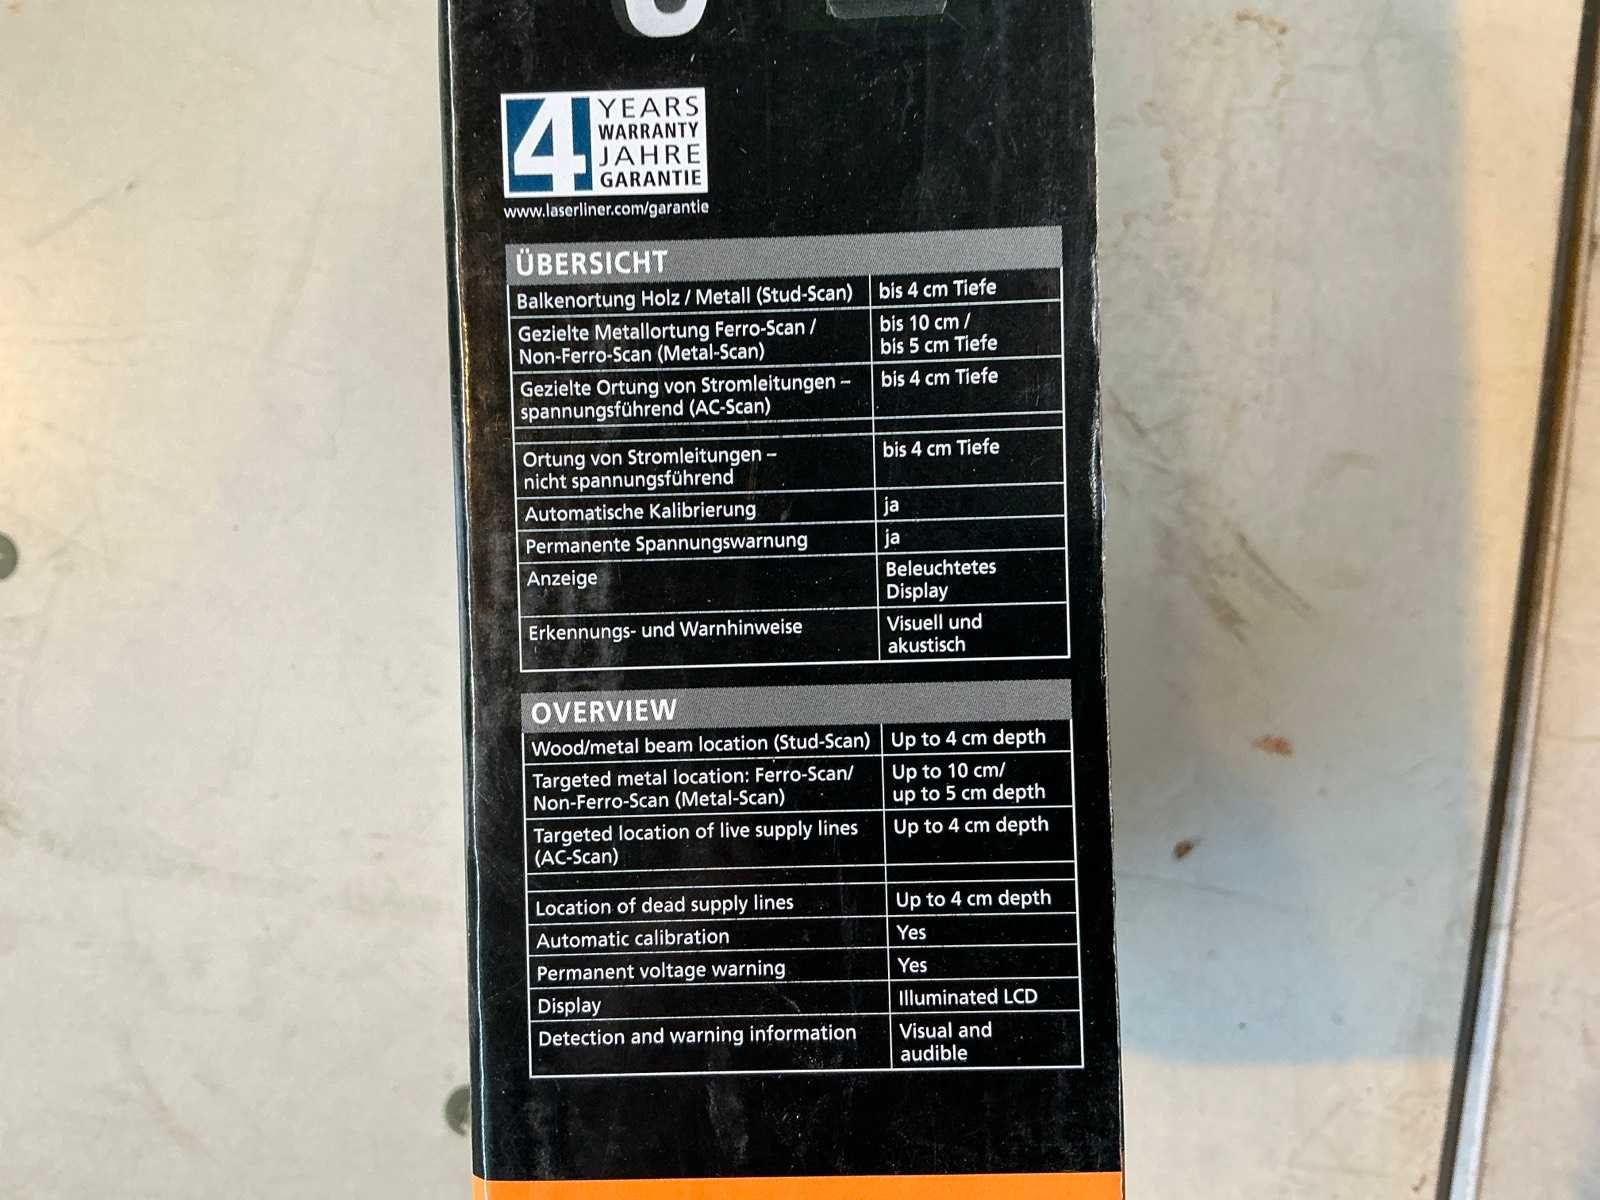 4 YEARS
WARRANTY
JAHRE
GARANTIE
www.laserliner.com/garantie
ÜBERSICHT
Balkenortung Holz / Metall (Stud-Scan) bis 4 cm Tiefe
Gezielte Metallortung Ferro-Scan / bis 10 cm /
Non-Ferro-Scan (Metal-Scan) bis 5 cm Tiefe
Gezielte Ortung von Stromleitungen – bis 4 cm Tiefe
spannungsführend (AC-Scan)
Ortung von Stromleitungen – bis 4 cm Tiefe
nicht spannungsführend
Automatische Kalibrierung ja
Permanente Spannungswarnung ja
Anzeige Beleuchtetes
Display
Erkennungs- und Warnhinweise Visuell und
akustisch
OVERVIEW
Wood/metal beam location (Stud-Scan) Up to 4 cm depth
Targeted metal location: Ferro-Scan/ Up to 10 cm/
Non-Ferro-Scan (Metal-Scan) up to 5 cm depth
Targeted location of live supply lines Up to 4 cm depth
(AC-Scan)
Location of dead supply lines Up to 4 cm depth
Automatic calibration Yes
Permanent voltage warning Yes
Display Illuminated LCD
Detection and warning information Visual and
audible